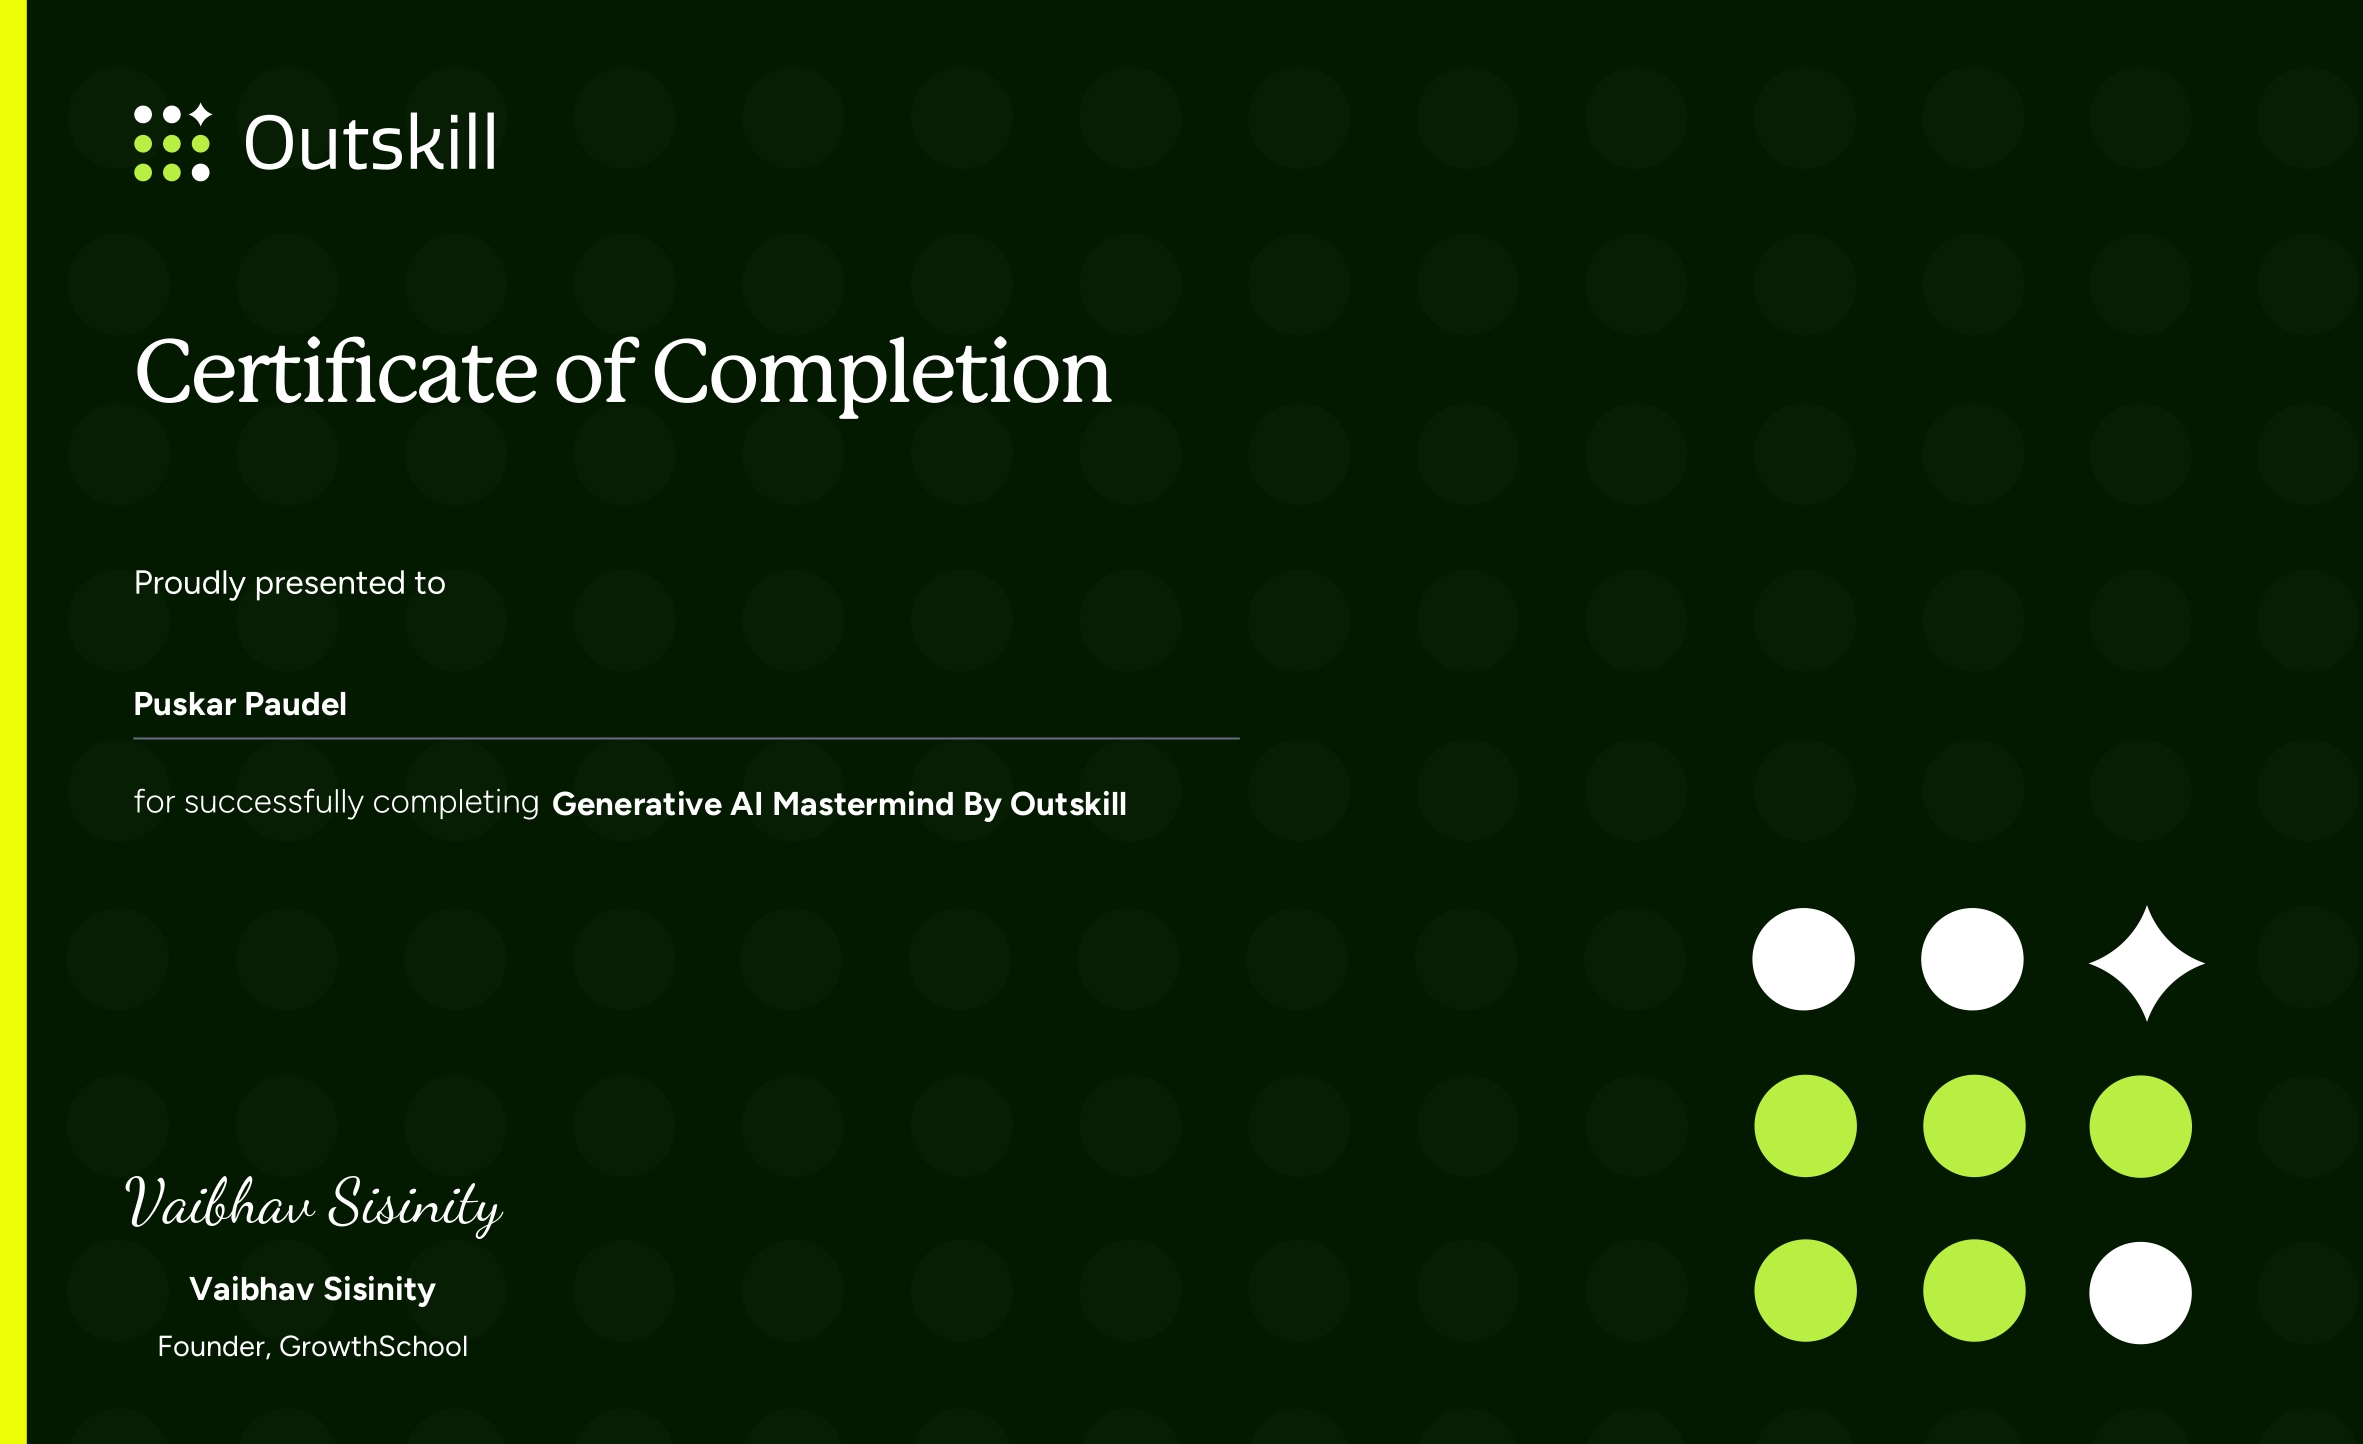 Outskill
Certificate of Completion
Proudly presented to
Puskar Paudel
for successfully completing Generative AI Mastermind By Outskill
Vaibhav Sisinity
Vaibhav Sisinity
Founder, GrowthSchool